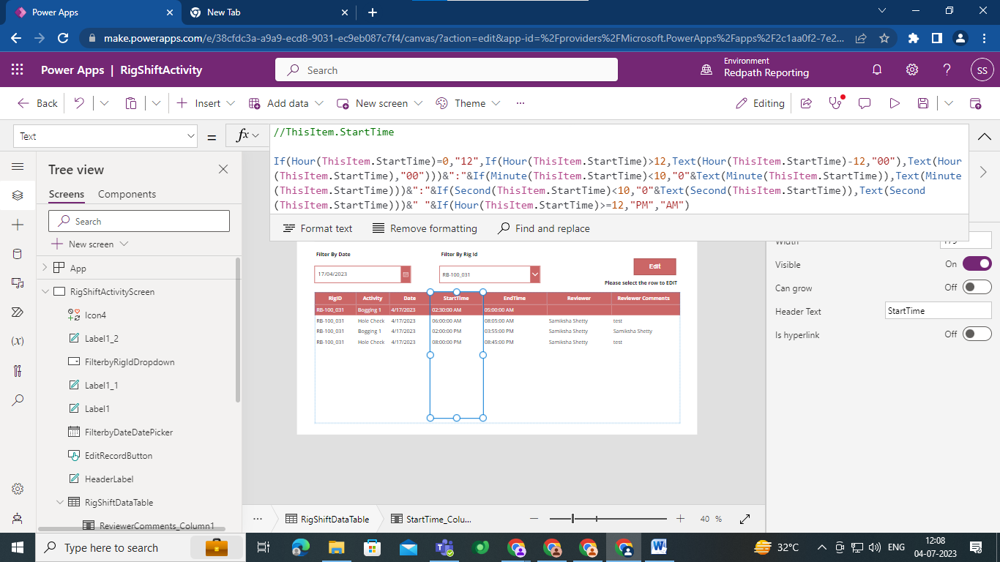 Power Apps
New Tab
make.powerapps.com/e/38cfdc3a-a9a9-ecd8-9031-ec9eb087c7f4/canvas/?action=edit&app-id=%2Fproviders%2FMicrosoft.PowerApps%2Fapps%2F2c1aa0f2-7e2...
Power Apps | RigShiftActivity
Search
Environment
Redpath Reporting
SS
Back
Insert
Add data
New screen
Theme
...
Editing
Text
=
fx
//ThisItem.StartTime
If(Hour(ThisItem.StartTime)=0,"12",If(Hour(ThisItem.StartTime)>12,Text(Hour(ThisItem.StartTime)-12,"00"),Text(Hour
(ThisItem.StartTime),"00")))&":"&If(Minute(ThisItem.StartTime)<10,"0"&Text(Minute(ThisItem.StartTime)),Text(Minute
(ThisItem.StartTime)))&":"&If(Second(ThisItem.StartTime)<10,"0"&Text(Second(ThisItem.StartTime)),Text(Second
(ThisItem.StartTime)))&" "&If(Hour(ThisItem.StartTime)>=12,"PM","AM")
Format text
Remove formatting
Find and replace
Tree view
Screens
Components
Search
New screen
App
RigShiftActivityScreen
Icon4
Label1_2
FilterbyRigIdDropdown
Label1_1
Label1
FilterbyDateDatePicker
EditRecordButton
HeaderLabel
RigShiftDataTable
ReviewerComments_Column1
Filter By Date
Filter By Rig Id
17/04/2023
RB-100_031
Edit
Please select the row to EDIT
RigID Activity Date StartTime EndTime Reviewer Reviewer Comments
RB-100_031 Bogging 1 4/17/2023 02:30:00 AM 05:00:00 AM
RB-100_031 Hole Check 4/17/2023 06:00:00 AM 08:05:00 AM Samiksha Shetty test
RB-100_031 Bogging 1 4/17/2023 02:00:00 PM 03:55:00 PM Samiksha Shetty Samiksha Shetty
RB-100_031 Hole Check 4/17/2023 08:00:00 PM 08:45:00 PM Samiksha Shetty test
Width
Visible
On
Can grow
Off
Header Text
StartTime
Is hyperlink
Off
...
RigShiftDataTable
StartTime_Colu...
40 %
Type here to search
32°C
ENG
12:08
04-07-2023